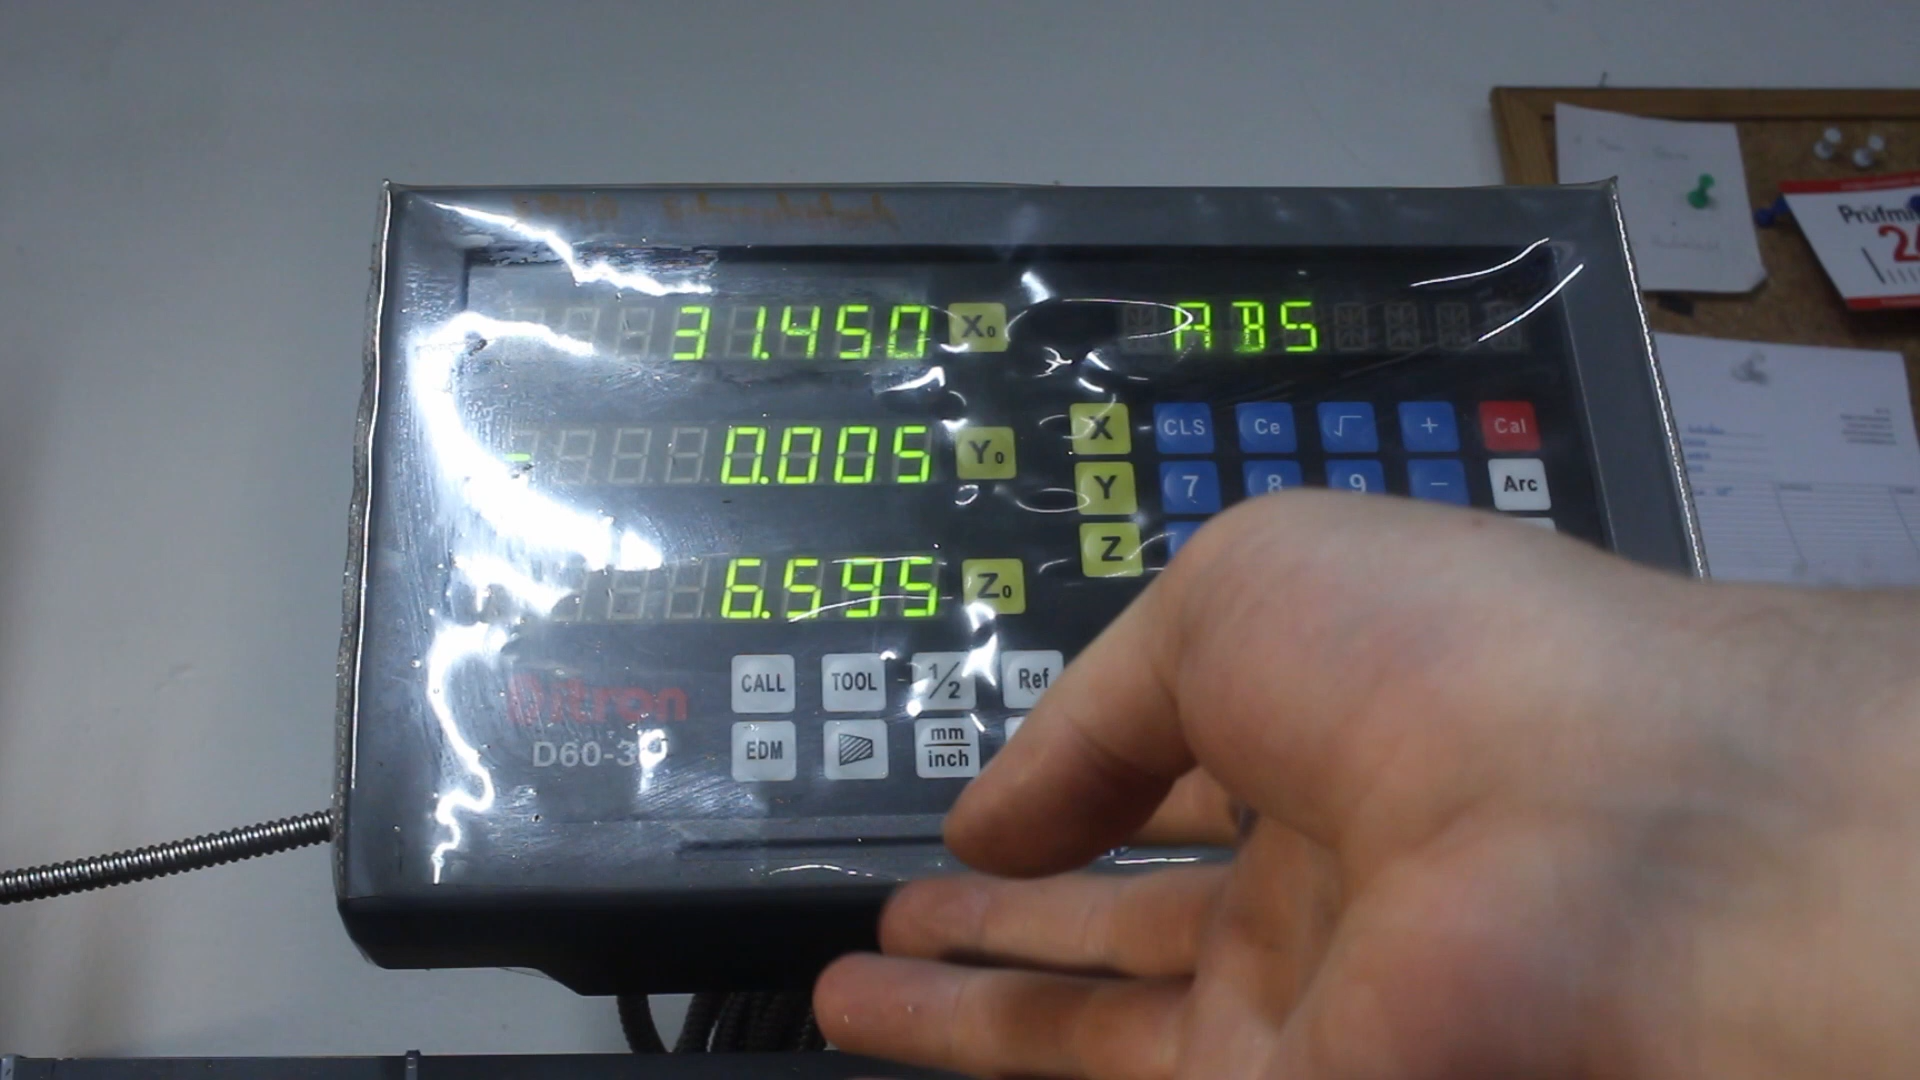 31.450 X₀ ABS
-0.005 Y₀
6.595 Z₀
X CLS Ce √ + Cal
Y 7 8 9 − Arc
Z
CALL TOOL 1/2 Ref
EDM mm/inch
Ditron
D60-3